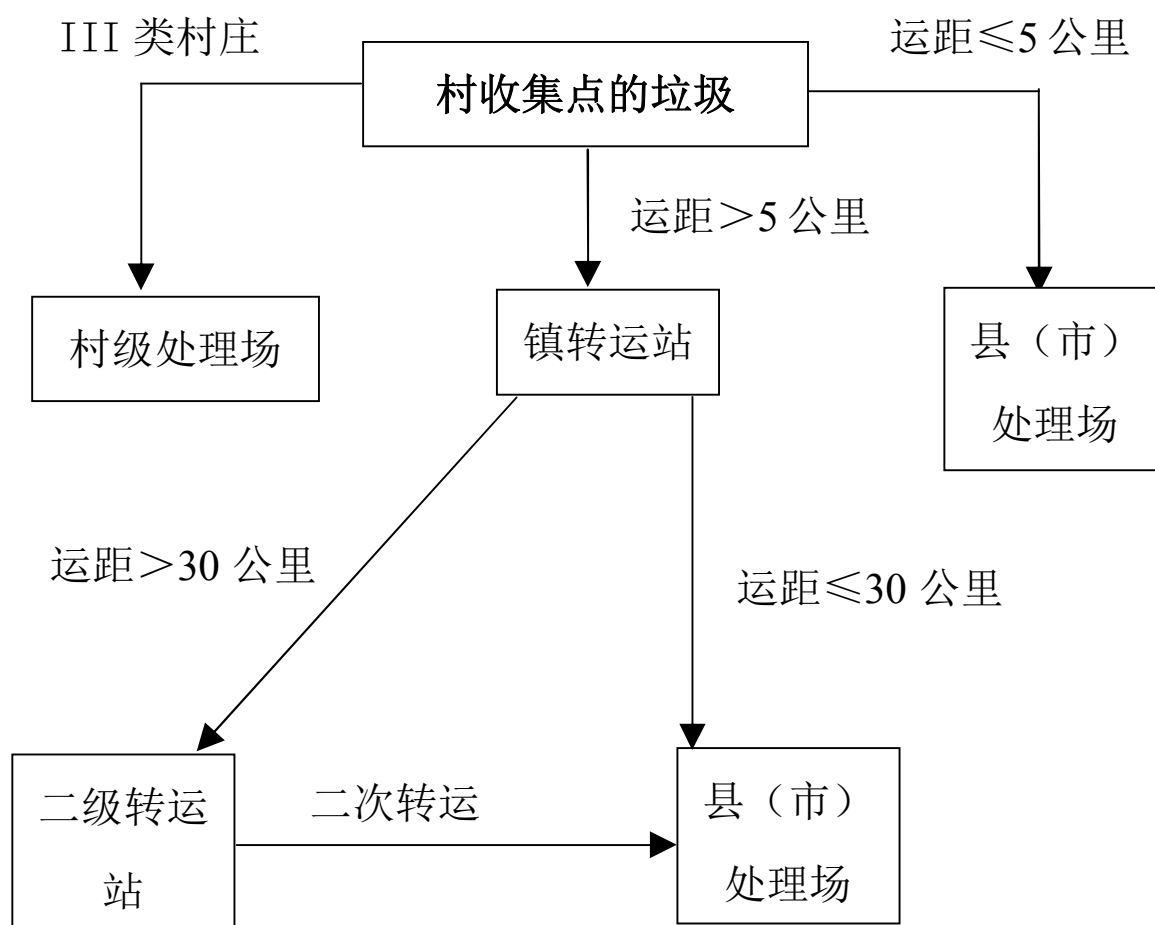 III 类村庄
运距≤5 公里
村收集点的垃圾
运距＞5 公里
村级处理场
镇转运站
县（市）
处理场
运距＞30 公里
运距≤30 公里
二级转运
站
二次转运
县（市）
处理场